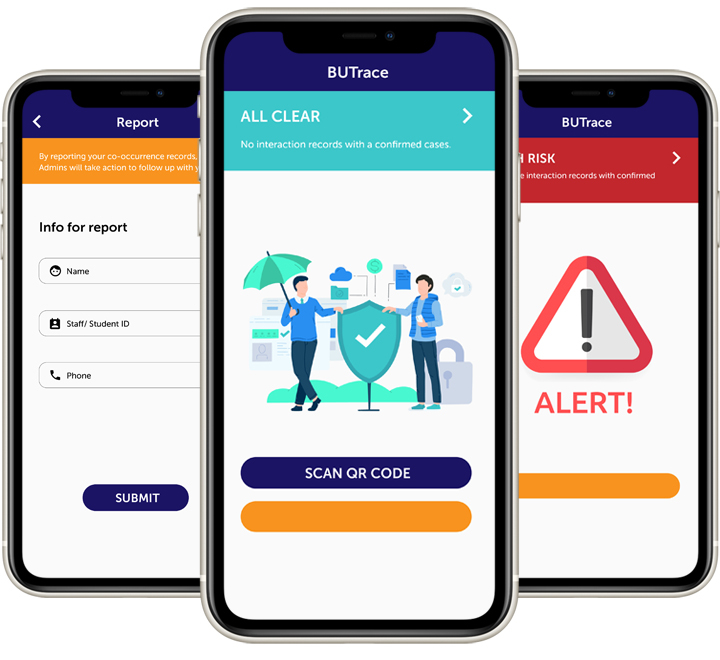 Report
By reporting your co-occurrence records,
Admins will take action to follow up with
Info for report
Name
Staff/ Student ID
Phone
SUBMIT
BUTrace
ALL CLEAR
No interaction records with a confirmed cases.
SCAN QR CODE
BUTrace
RISK
interaction records with confirmed
ALERT!